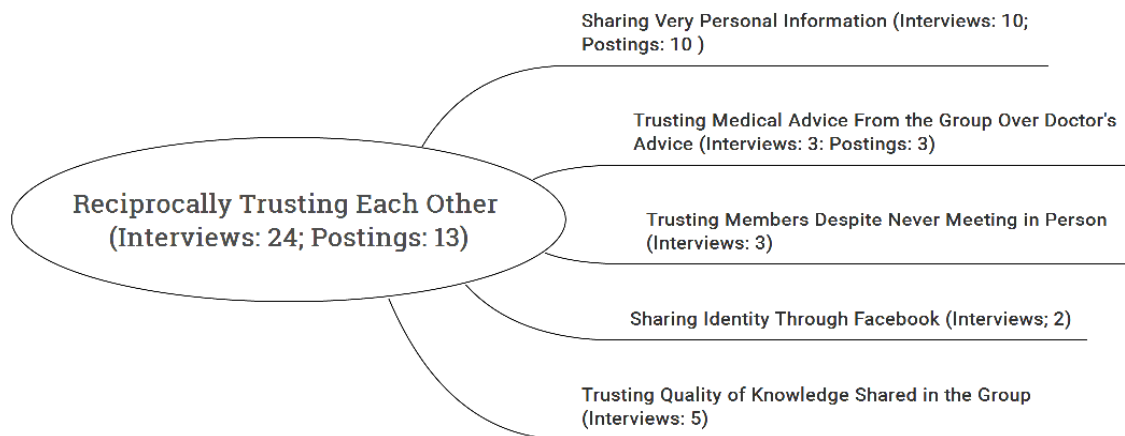 Sharing Very Personal Information (Interviews: 10;
Postings: 10 )
Trusting Medical Advice From the Group Over Doctor's
Advice (Interviews: 3: Postings: 3)
Reciprocally Trusting Each Other
(Interviews: 24; Postings: 13)
Trusting Members Despite Never Meeting in Person
(Interviews: 3)
Sharing Identity Through Facebook (Interviews; 2)
Trusting Quality of Knowledge Shared in the Group
(Interviews: 5)